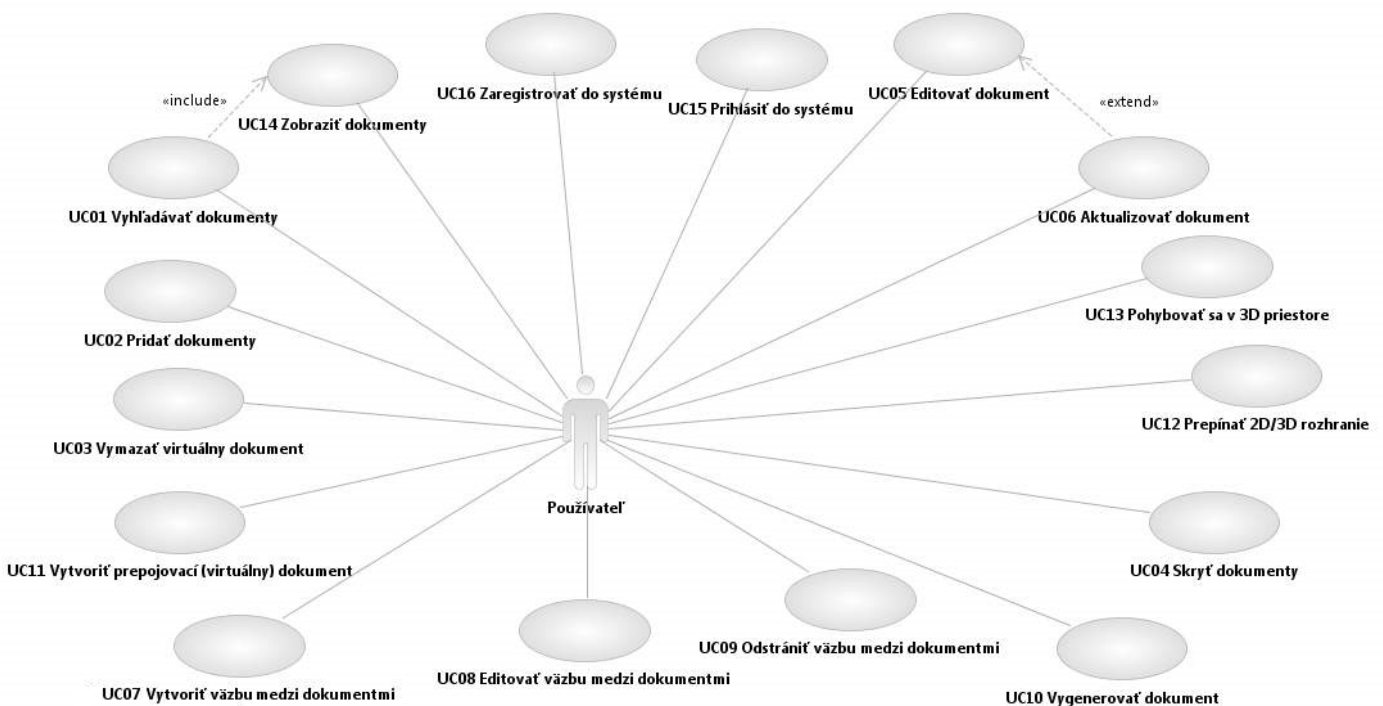 UC16 Zaregistrovať do systému
UC15 Prihlásiť do systému
UC05 Editovať dokument
«include»
«extend»
UC14 Zobraziť dokumenty
UC01 Vyhľadávať dokumenty
UC06 Aktualizovať dokument
UC13 Pohybovať sa v 3D priestore
UC02 Pridať dokumenty
UC12 Prepínať 2D/3D rozhranie
UC03 Vymazať virtuálny dokument
Používateľ
UC11 Vytvoriť prepojovací (virtuálny) dokument
UC04 Skryť dokumenty
UC09 Odstrániť väzbu medzi dokumentmi
UC08 Editovať väzbu medzi dokumentmi
UC07 Vytvoriť väzbu medzi dokumentmi
UC10 Vygenerovať dokument